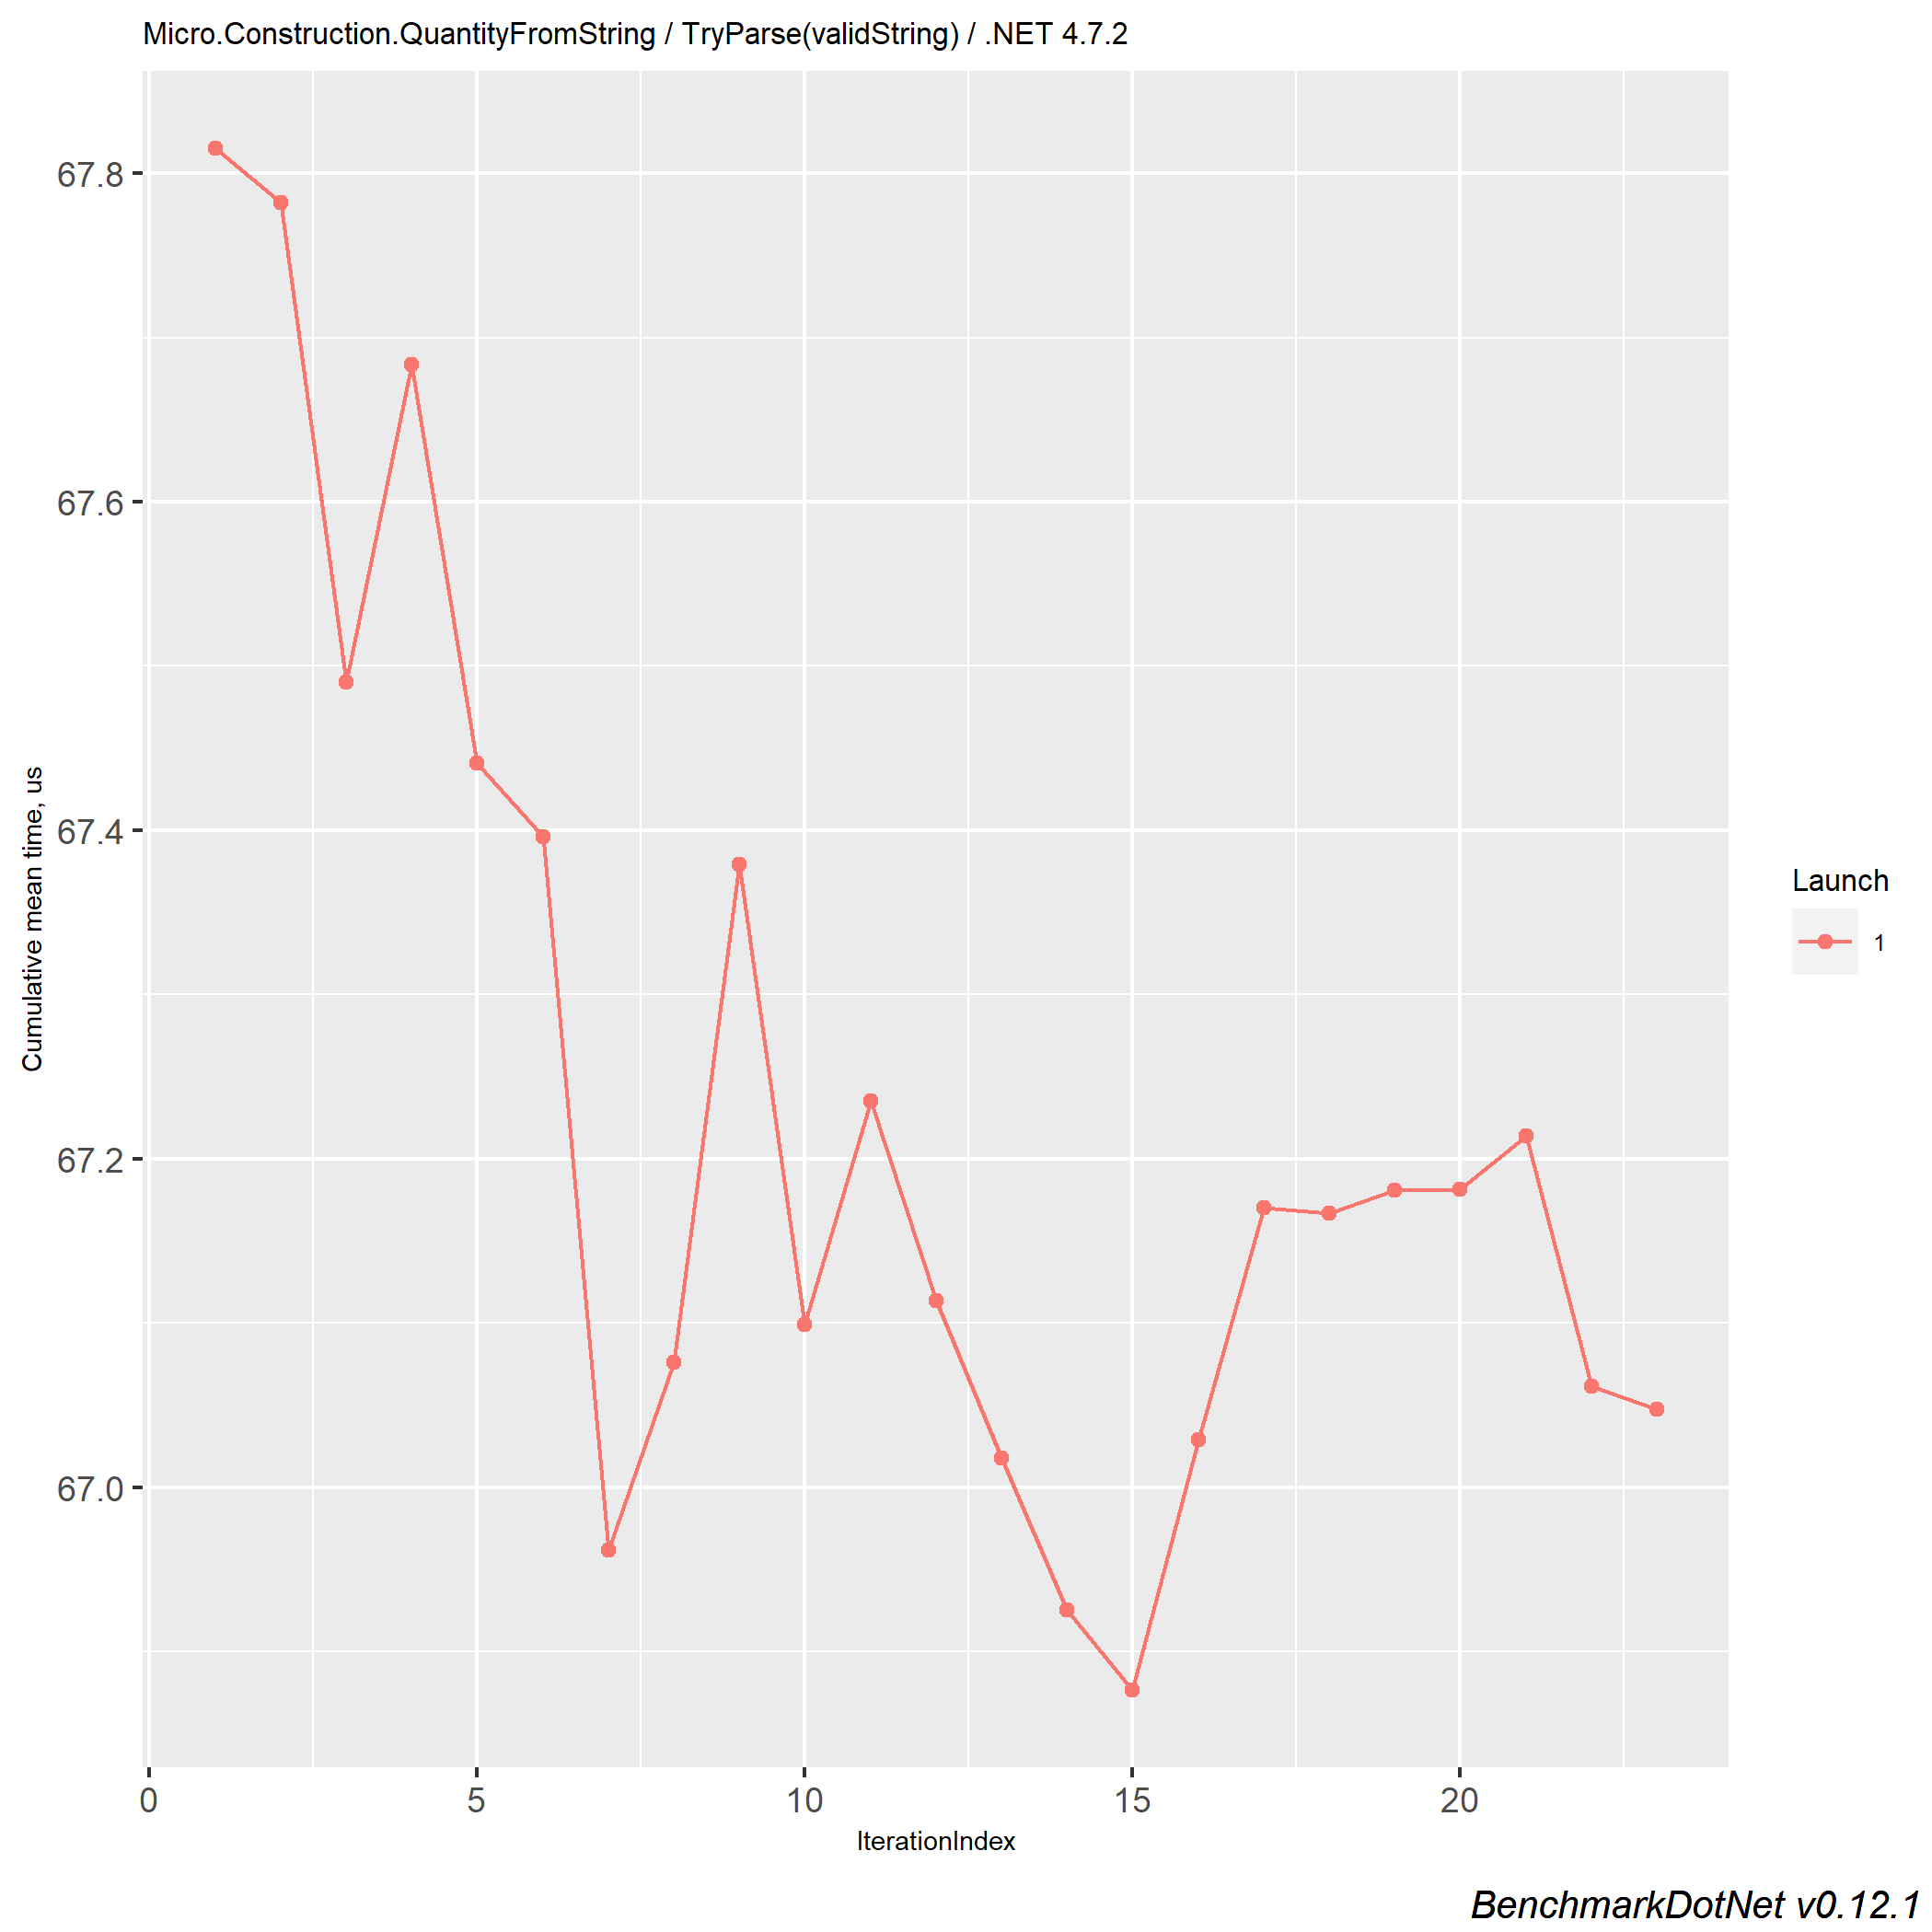 Micro.Construction.QuantityFromString / TryParse(validString) / .NET 4.7.2
Cumulative mean time, us
67.8
67.6
67.4
67.2
67.0
0 5 10 15 20
IterationIndex
Launch
1
BenchmarkDotNet v0.12.1